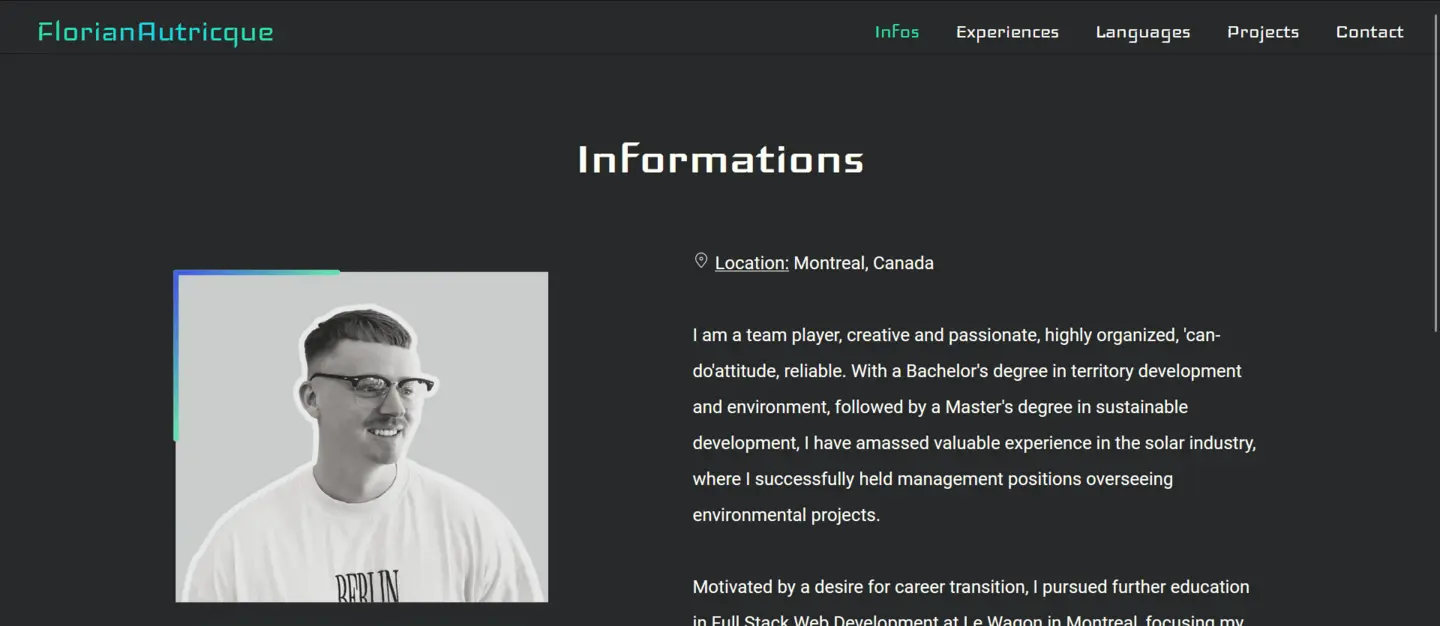 FlorianAutricque
Infos Experiences Languages Projects Contact
Informations
Location: Montreal, Canada
I am a team player, creative and passionate, highly organized, 'can-
do'attitude, reliable. With a Bachelor's degree in territory development
and environment, followed by a Master's degree in sustainable
development, I have amassed valuable experience in the solar industry,
where I successfully held management positions overseeing
environmental projects.
Motivated by a desire for career transition, I pursued further education
in Full Stack Web Development at Le Wagon in Montreal, focusing my
BERLIN